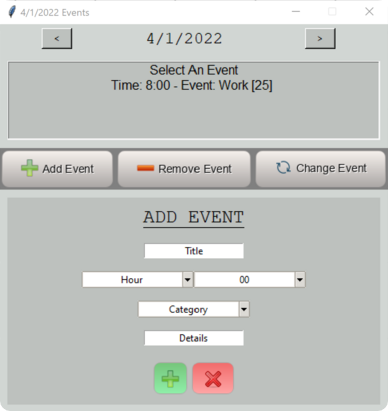 4/1/2022 Events
< 4/1/2022 >
Select An Event
Time: 8:00 - Event: Work [25]
Add Event Remove Event Change Event
ADD EVENT
Title
Hour 00
Category
Details